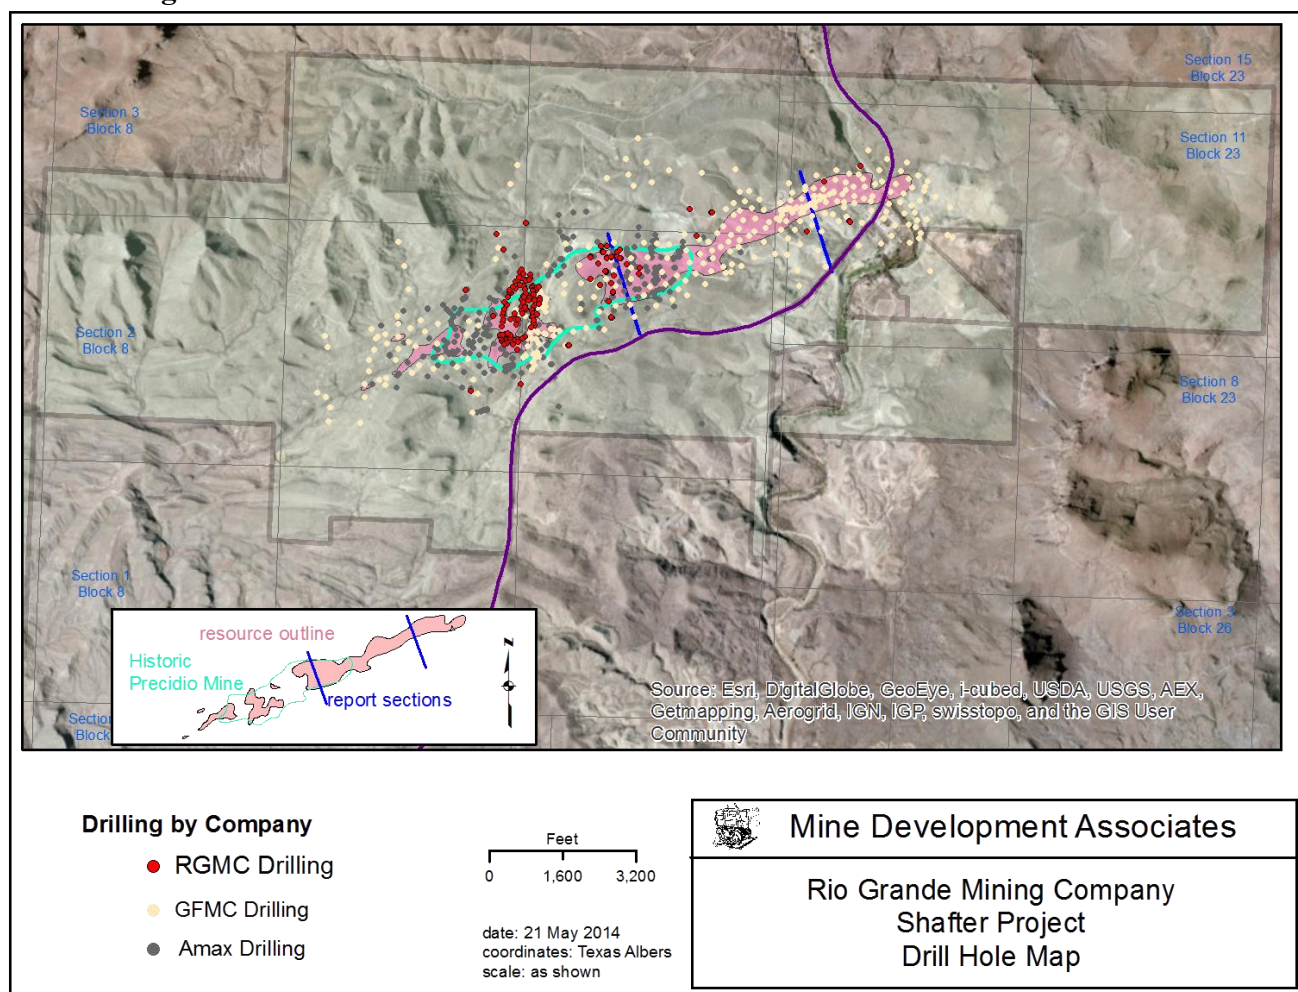 Section 15
Block 23
Section 3
Block 8
Section 11
Block 23
Section 2
Block 8
Section 8
Block 23
Section 1
Block 8
Section 3
Block 26
Sectio
Block
resource outline
Historic
Precidio Mine
report sections
N
Source: Esri, DigitalGlobe, GeoEye, i-cubed, USDA, USGS, AEX,
Getmapping, Aerogrid, IGN, IGP, swisstopo, and the GIS User
Community
Drilling by Company
RGMC Drilling
GFMC Drilling
Amax Drilling
Feet
0 1,600 3,200
date: 21 May 2014
coordinates: Texas Albers
scale: as shown
Mine Development Associates
Rio Grande Mining Company
Shafter Project
Drill Hole Map